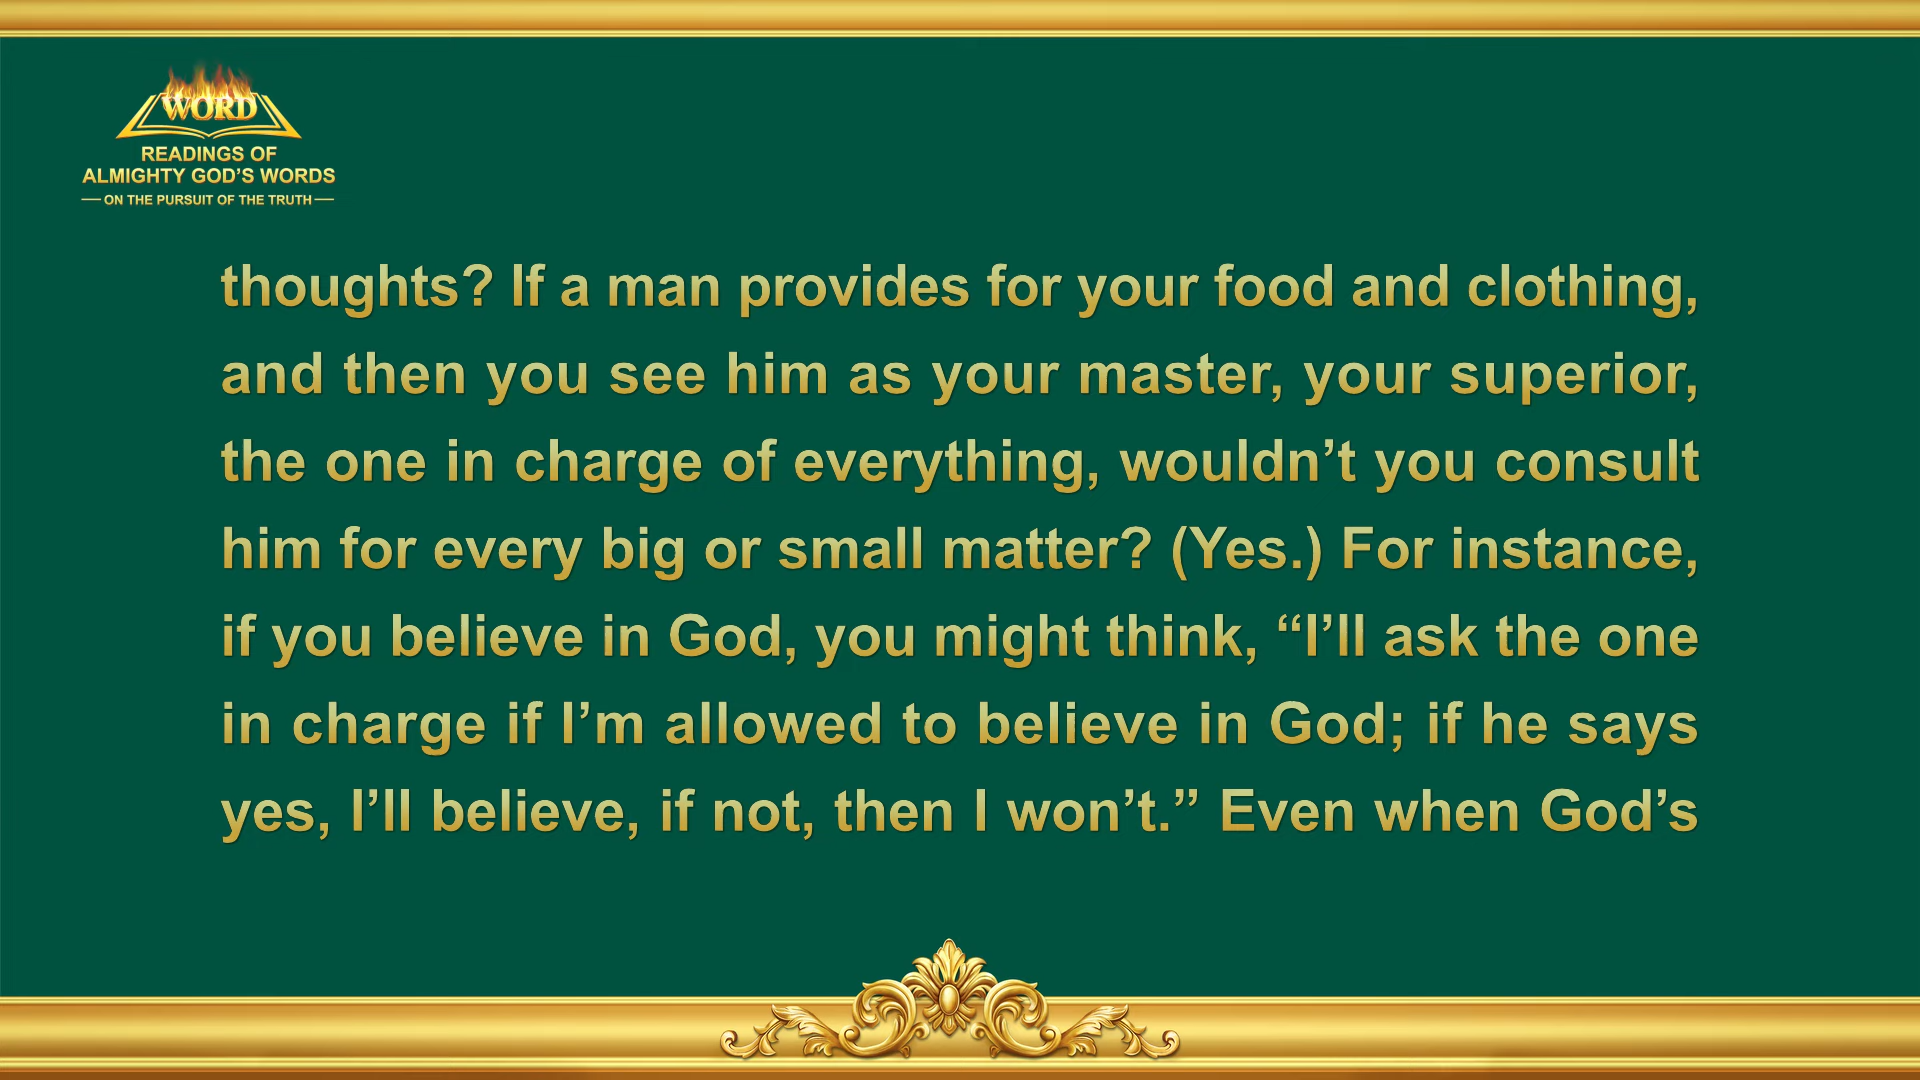 WORD
READINGS OF
ALMIGHTY GOD'S WORDS
— ON THE PURSUIT OF THE TRUTH —
thoughts? If a man provides for your food and clothing,
and then you see him as your master, your superior,
the one in charge of everything, wouldn’t you consult
him for every big or small matter? (Yes.) For instance,
if you believe in God, you might think, “I’ll ask the one
in charge if I’m allowed to believe in God; if he says
yes, I’ll believe, if not, then I won’t.” Even when God’s